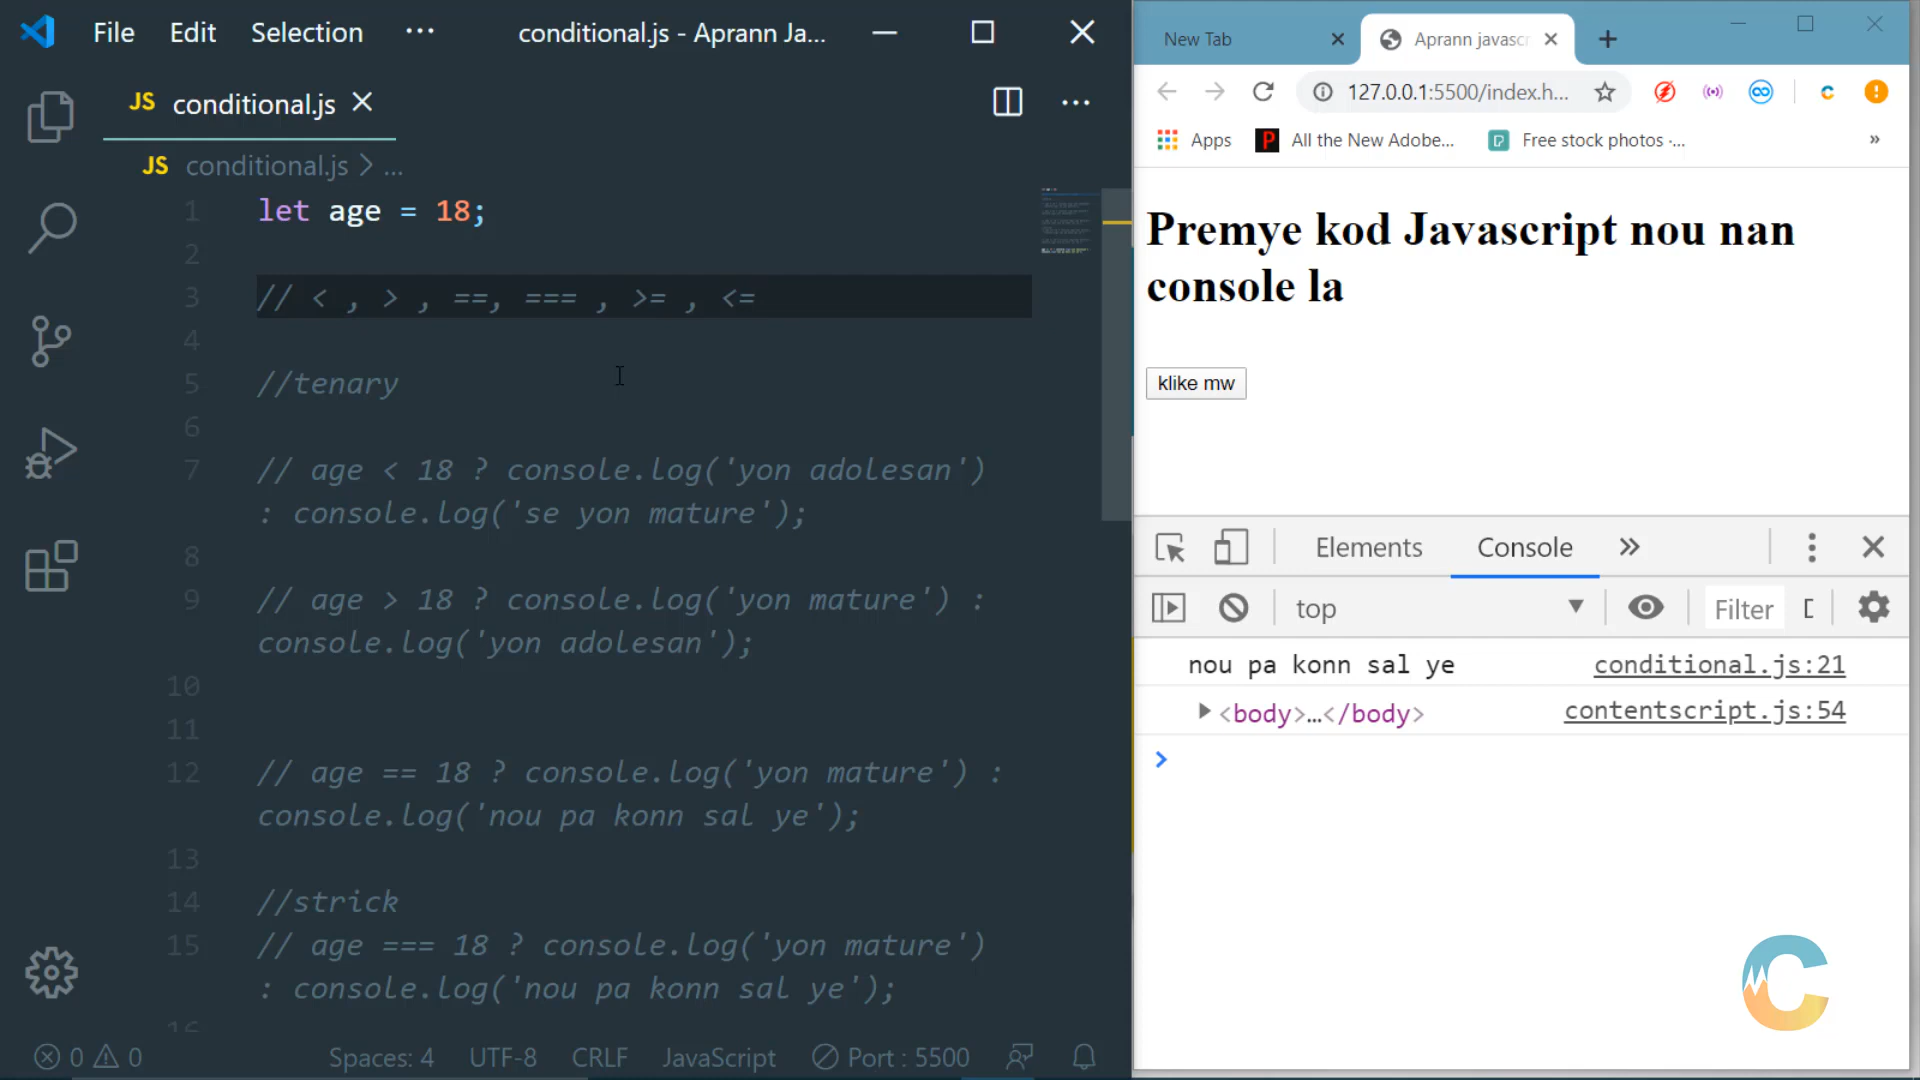 File Edit Selection ··· conditional.js - Aprann Ja...
JS conditional.js
JS conditional.js > ...
1 let age = 18;
2
3 // < , > , ==, === , >= , <=
4
5 //tenary
6
7 // age < 18 ? console.log('yon adolesan')
: console.log('se yon mature');
8
9 // age > 18 ? console.log('yon mature') :
console.log('yon adolesan');
10
11
12 // age == 18 ? console.log('yon mature') :
console.log('nou pa konn sal ye');
13
14 //strick
15 // age === 18 ? console.log('yon mature')
: console.log('nou pa konn sal ye');
16
0 0 Spaces: 4 UTF-8 CRLF JavaScript Port : 5500
New Tab Aprann javascr
127.0.0.1:5500/index.h...
Apps All the New Adobe... Free stock photos ·... »
Premye kod Javascript nou nan
console la
klike mw
Elements Console »
top Filter
nou pa konn sal ye conditional.js:21
<body>…</body> contentscript.js:54
>